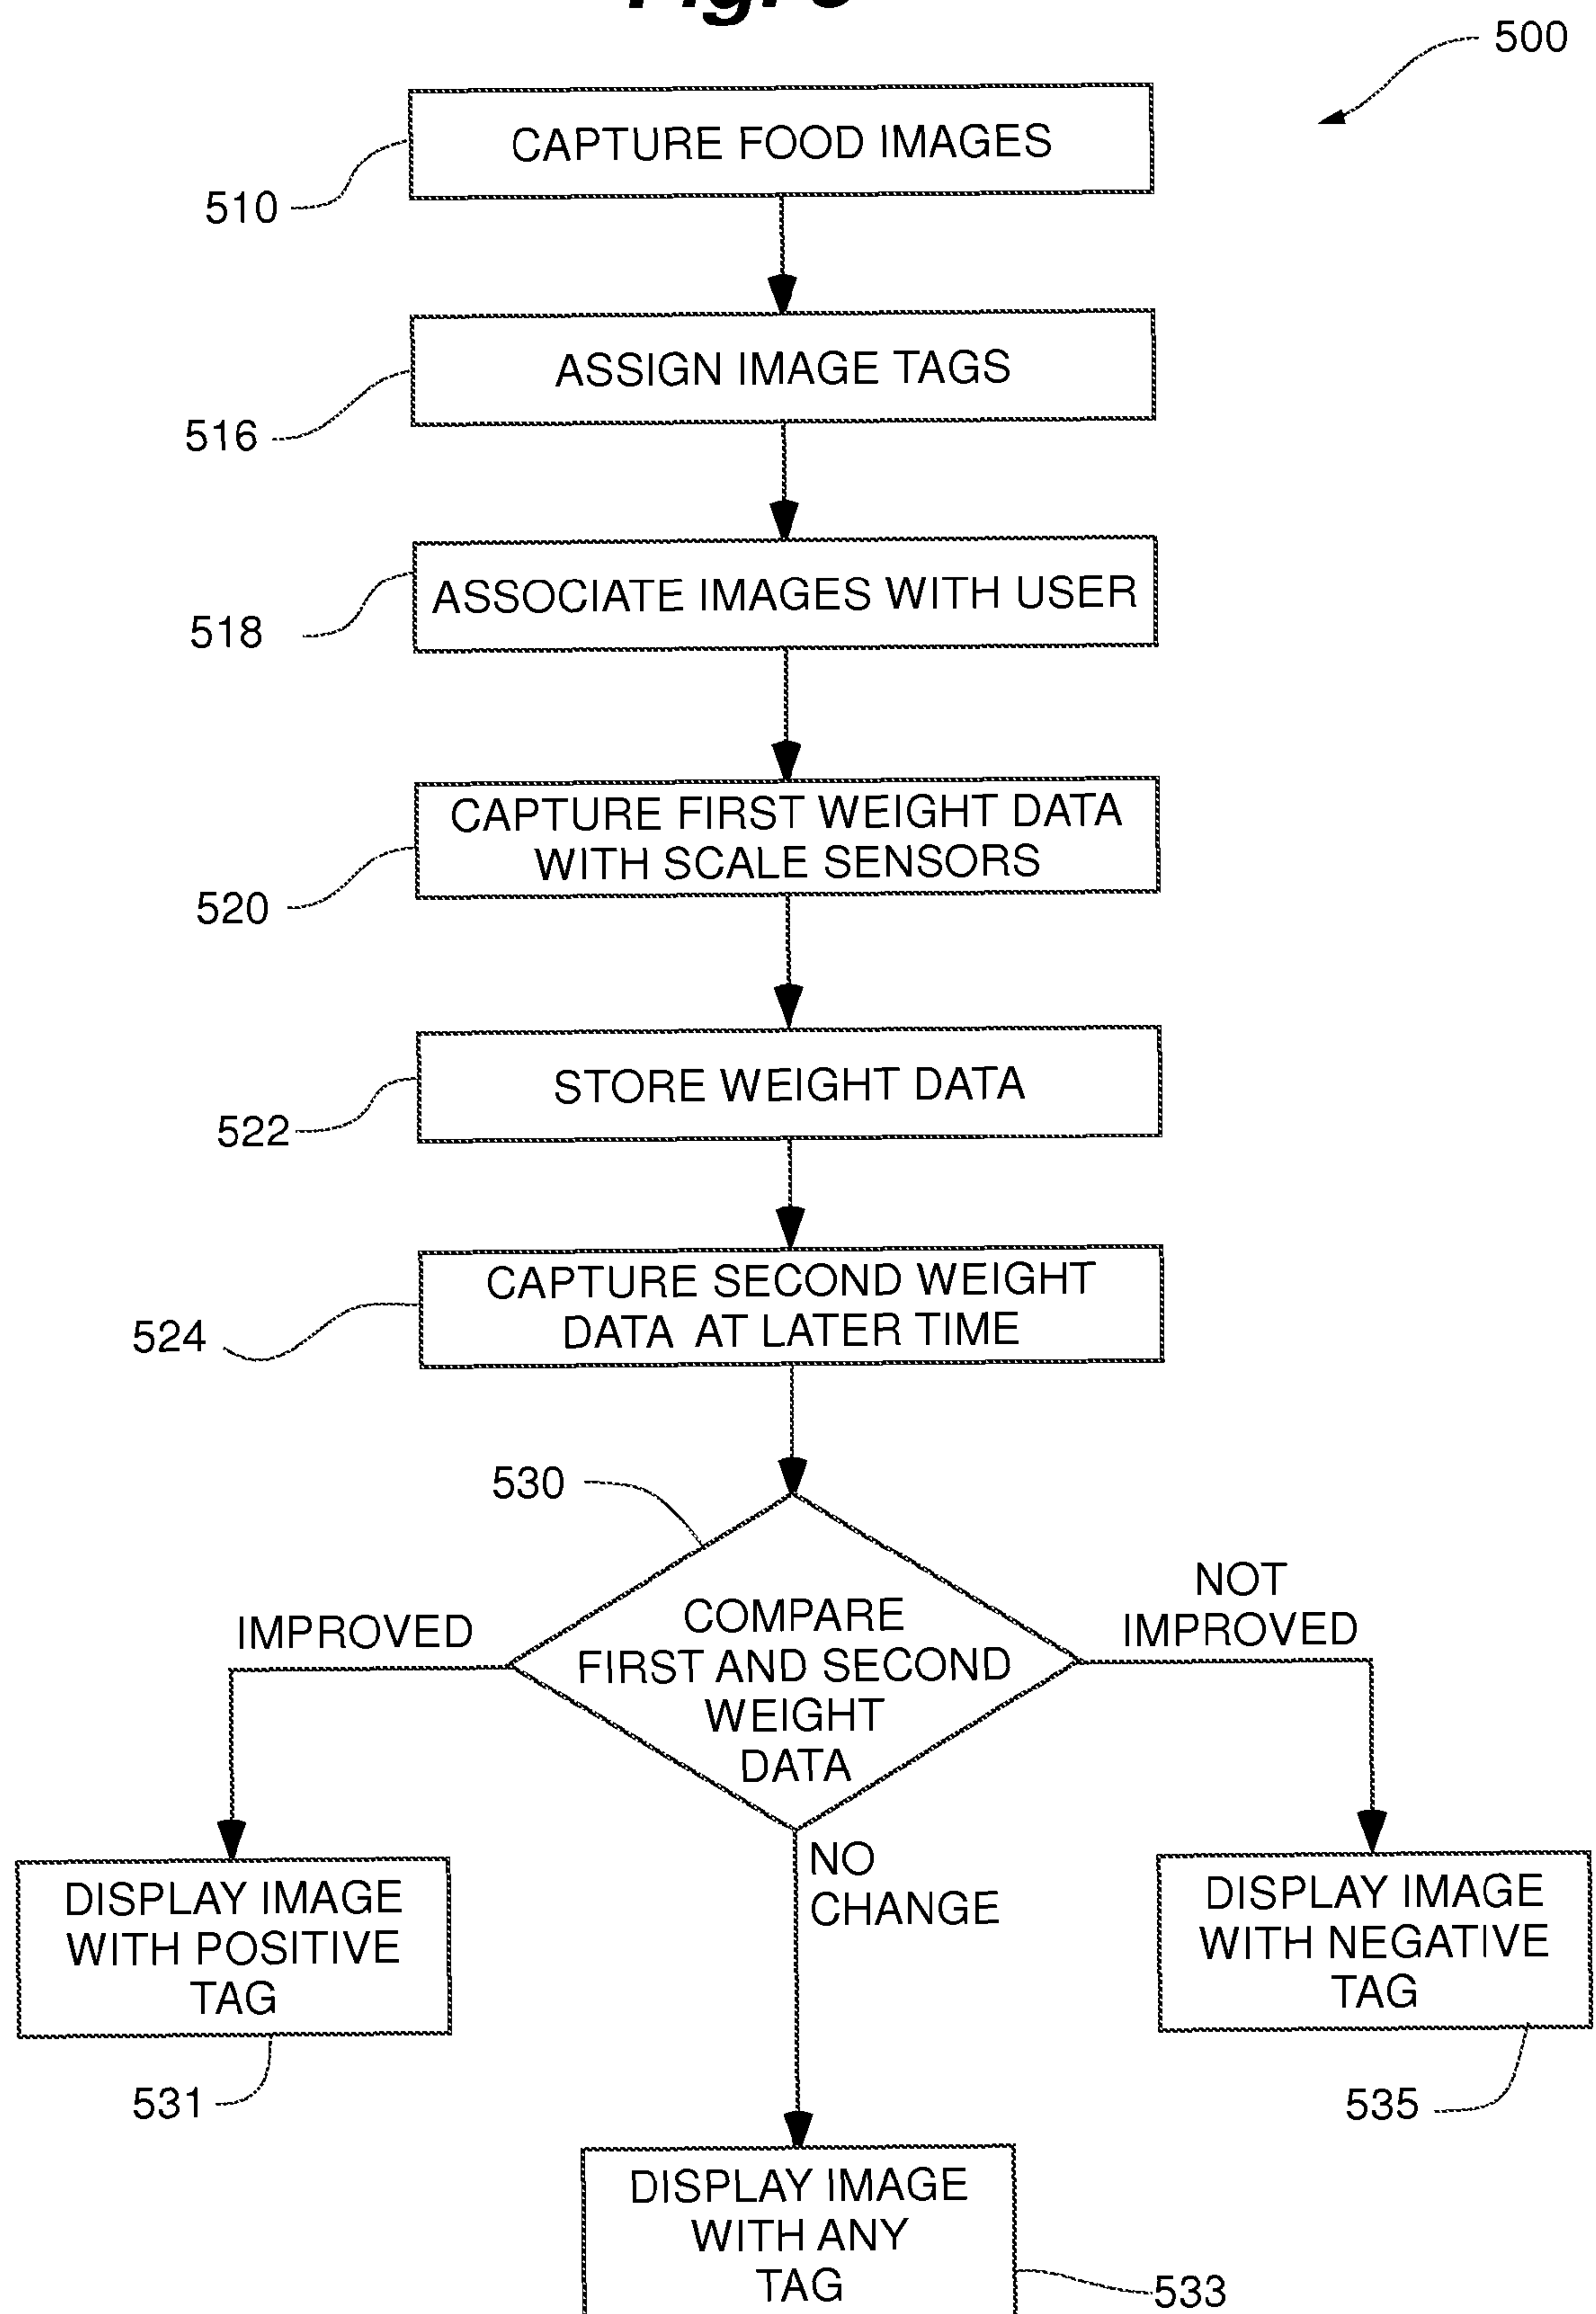 500
CAPTURE FOOD IMAGES
510
ASSIGN IMAGE TAGS
516
ASSOCIATE IMAGES WITH USER
518
CAPTURE FIRST WEIGHT DATA
WITH SCALE SENSORS
520
STORE WEIGHT DATA
522
CAPTURE SECOND WEIGHT
DATA AT LATER TIME
524
530
COMPARE
FIRST AND SECOND
WEIGHT
DATA
IMPROVED
NOT
IMPROVED
NO
CHANGE
DISPLAY IMAGE
WITH POSITIVE
TAG
531
DISPLAY IMAGE
WITH NEGATIVE
TAG
535
DISPLAY IMAGE
WITH ANY
TAG
533